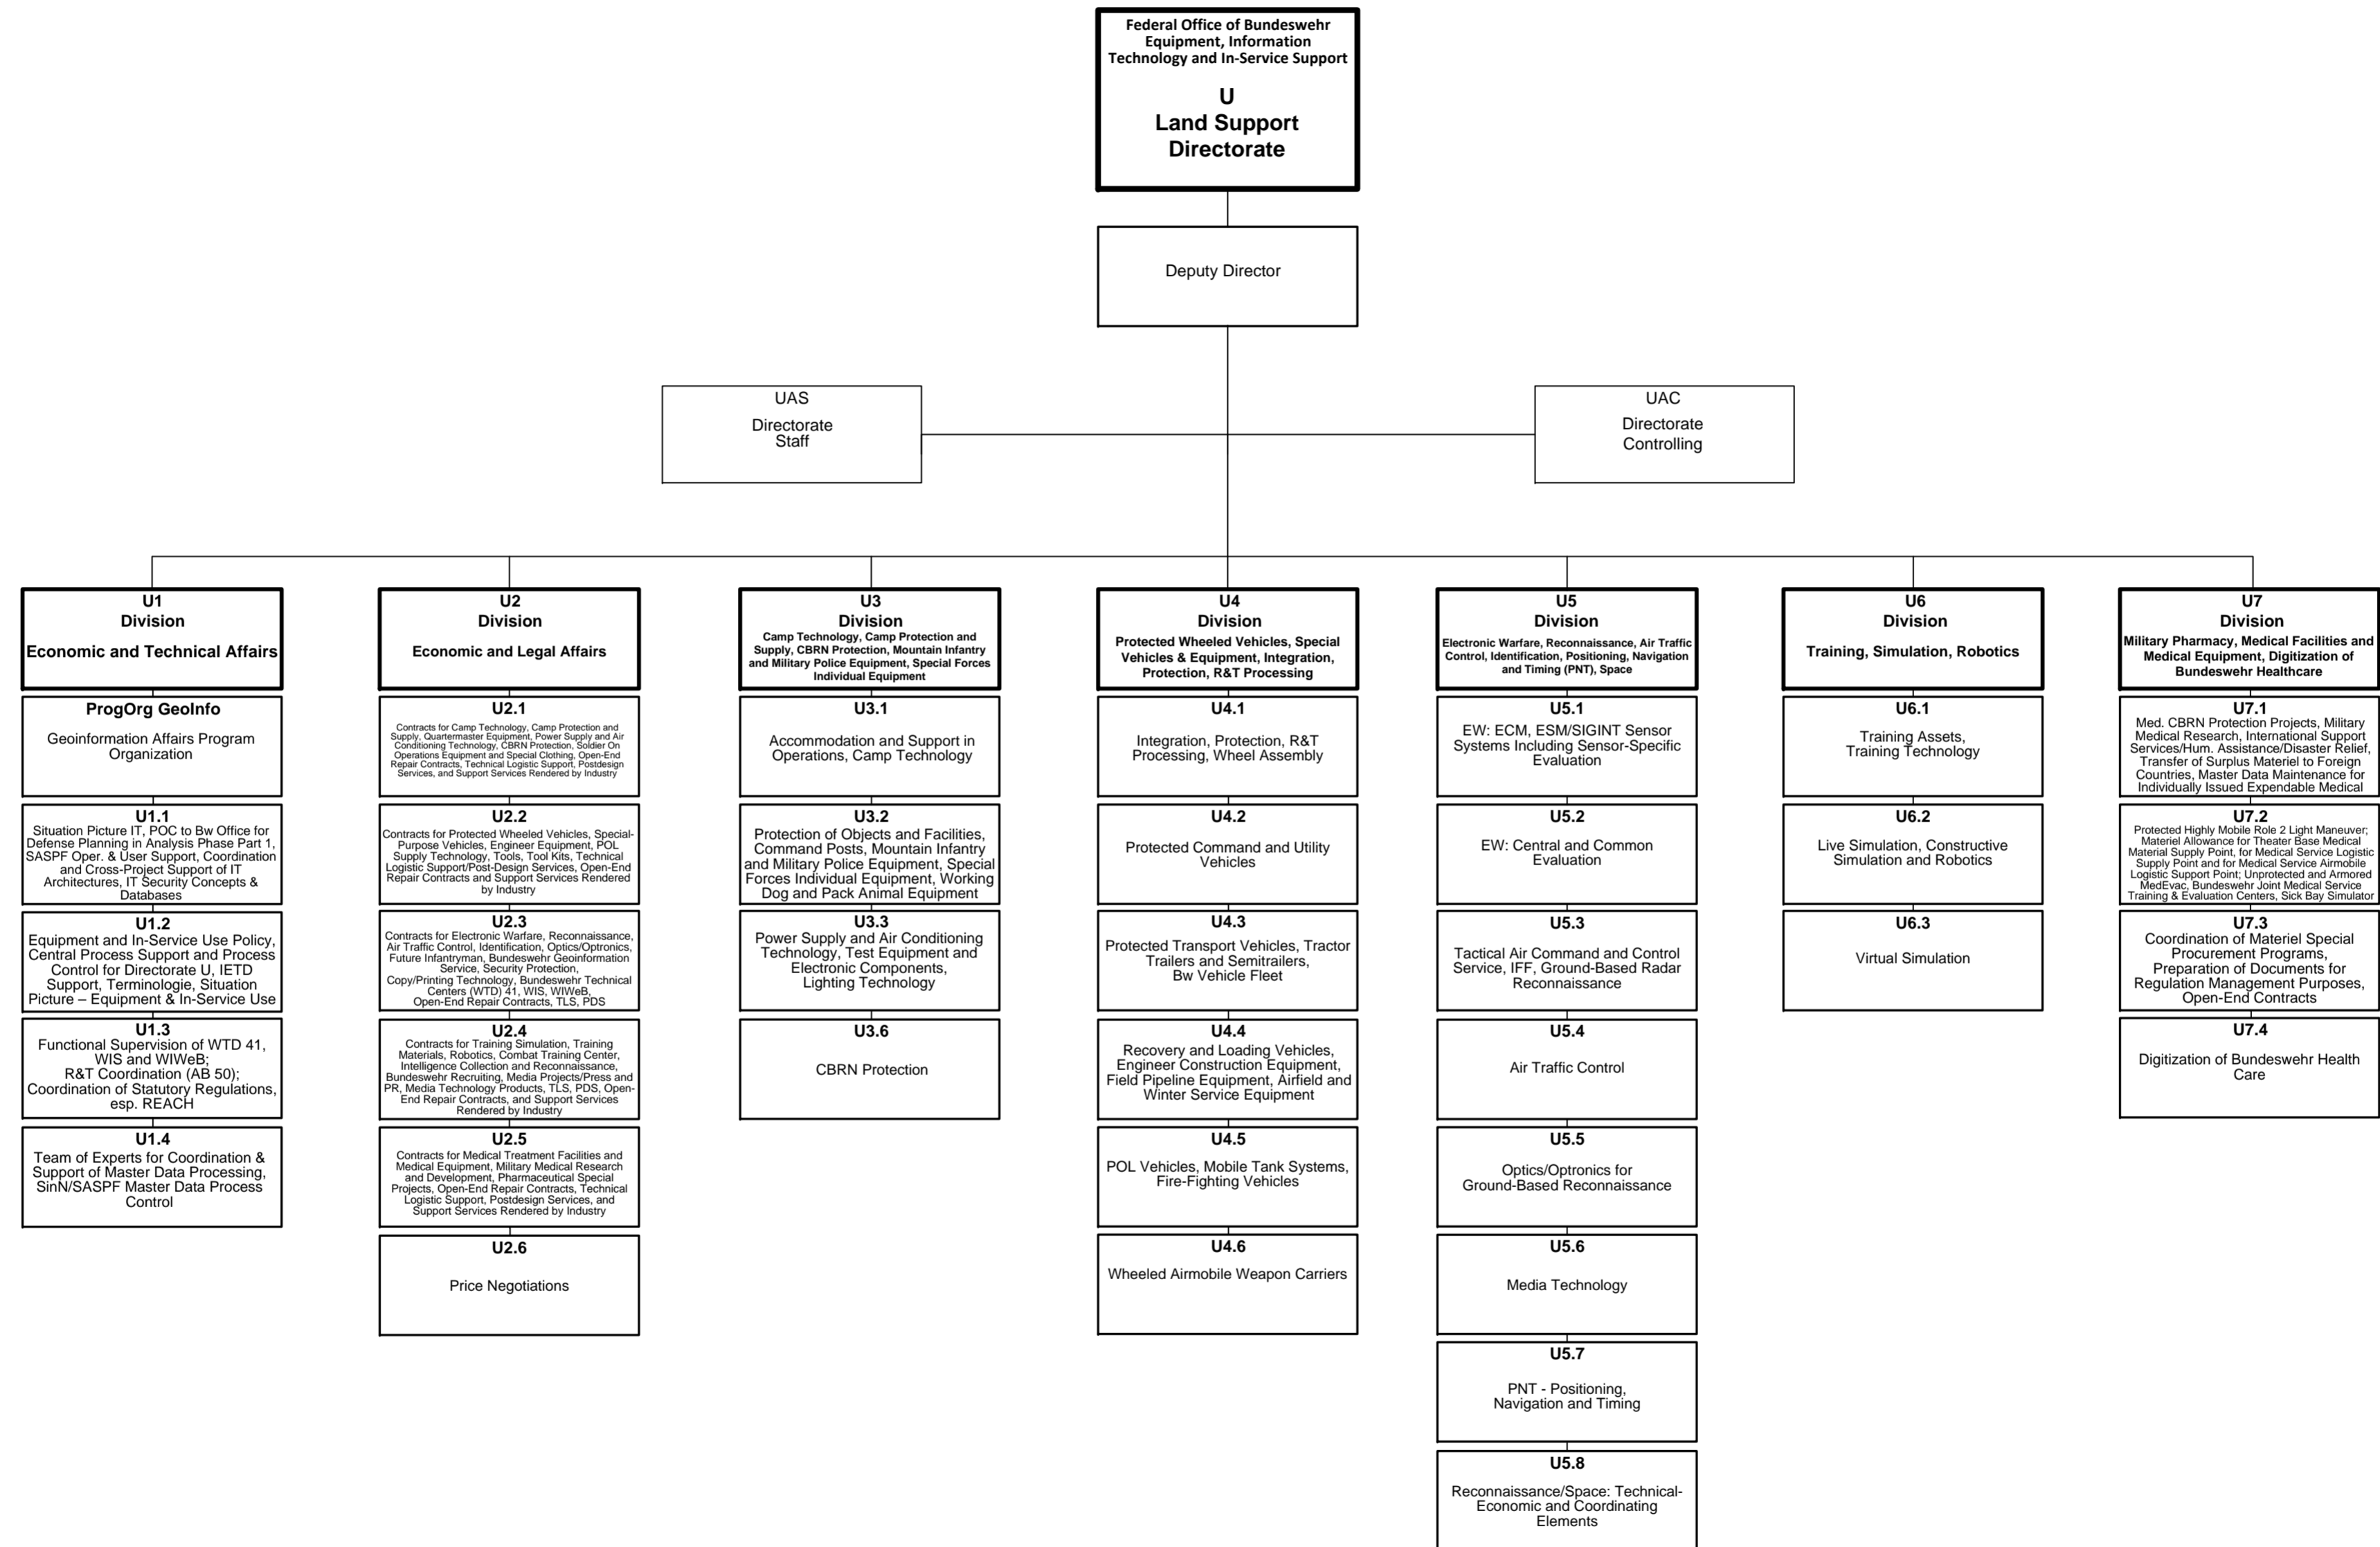 Federal Office of Bundeswehr
Equipment, Information
Technology and In-Service Support
U
Land Support
Directorate
Deputy Director
UAS
Directorate
Staff
UAC
Directorate
Controlling
U1
Division
Economic and Technical Affairs
ProgOrg GeoInfo
Geoinformation Affairs Program
Organization
U1.1
Situation Picture IT, POC to Bw Office for
Defense Planning in Analysis Phase Part 1,
SASPF Oper. & User Support, Coordination
and Cross-Project Support of IT
Architectures, IT Security Concepts &
Databases
U1.2
Equipment and In-Service Use Policy,
Central Process Support and Process
Control for Directorate U, IETD
Support, Terminologie, Situation
Picture – Equipment & In-Service Use
U1.3
Functional Supervision of WTD 41,
WIS and WIWeB;
R&T Coordination (AB 50);
Coordination of Statutory Regulations,
esp. REACH
U1.4
Team of Experts for Coordination &
Support of Master Data Processing,
SinN/SASPF Master Data Process
Control
U2
Division
Economic and Legal Affairs
U2.1
Contracts for Camp Technology, Camp Protection and
Supply, Quartermaster Equipment, Power Supply and Air
Conditioning Technology, CBRN Protection, Soldier On
Operations Equipment and Special Clothing, Open-End
Repair Contracts, Technical Logistic Support, Postdesign
Services, and Support Services Rendered by Industry
U2.2
Contracts for Protected Wheeled Vehicles, Special-
Purpose Vehicles, Engineer Equipment, POL
Supply Technology, Tools, Tool Kits, Technical
Logistic Support/Post-Design Services, Open-End
Repair Contracts and Support Services Rendered
by Industry
U2.3
Contracts for Electronic Warfare, Reconnaissance,
Air Traffic Control, Identification, Optics/Optronics,
Future Infantryman, Bundeswehr Geoinformation
Service, Security Protection,
Copy/Printing Technology, Bundeswehr Technical
Centers (WTD) 41, WIS, WIWeB,
Open-End Repair Contracts, TLS, PDS
U2.4
Contracts for Training Simulation, Training
Materials, Robotics, Combat Training Center,
Intelligence Collection and Reconnaissance,
Bundeswehr Recruiting, Media Projects/Press and
PR, Media Technology Products, TLS, PDS, Open-
End Repair Contracts, and Support Services
Rendered by Industry
U2.5
Contracts for Medical Treatment Facilities and
Medical Equipment, Military Medical Research
and Development, Pharmaceutical Special
Projects, Open-End Repair Contracts, Technical
Logistic Support, Postdesign Services, and
Support Services Rendered by Industry
U2.6
Price Negotiations
U3
Division
Camp Technology, Camp Protection and
Supply, CBRN Protection, Mountain Infantry
and Military Police Equipment, Special Forces
Individual Equipment
U3.1
Accommodation and Support in
Operations, Camp Technology
U3.2
Protection of Objects and Facilities,
Command Posts, Mountain Infantry
and Military Police Equipment, Special
Forces Individual Equipment, Working
Dog and Pack Animal Equipment
U3.3
Power Supply and Air Conditioning
Technology, Test Equipment and
Electronic Components,
Lighting Technology
U3.6
CBRN Protection
U4
Division
Protected Wheeled Vehicles, Special
Vehicles & Equipment, Integration,
Protection, R&T Processing
U4.1
Integration, Protection, R&T
Processing, Wheel Assembly
U4.2
Protected Command and Utility
Vehicles
U4.3
Protected Transport Vehicles, Tractor
Trailers and Semitrailers,
Bw Vehicle Fleet
U4.4
Recovery and Loading Vehicles,
Engineer Construction Equipment,
Field Pipeline Equipment, Airfield and
Winter Service Equipment
U4.5
POL Vehicles, Mobile Tank Systems,
Fire-Fighting Vehicles
U4.6
Wheeled Airmobile Weapon Carriers
U5
Division
Electronic Warfare, Reconnaissance, Air Traffic
Control, Identification, Positioning, Navigation
and Timing (PNT), Space
U5.1
EW: ECM, ESM/SIGINT Sensor
Systems Including Sensor-Specific
Evaluation
U5.2
EW: Central and Common
Evaluation
U5.3
Tactical Air Command and Control
Service, IFF, Ground-Based Radar
Reconnaissance
U5.4
Air Traffic Control
U5.5
Optics/Optronics for
Ground-Based Reconnaissance
U5.6
Media Technology
U5.7
PNT - Positioning,
Navigation and Timing
U5.8
Reconnaissance/Space: Technical-
Economic and Coordinating
Elements
U6
Division
Training, Simulation, Robotics
U6.1
Training Assets,
Training Technology
U6.2
Live Simulation, Constructive
Simulation and Robotics
U6.3
Virtual Simulation
U7
Division
Military Pharmacy, Medical Facilities and
Medical Equipment, Digitization of
Bundeswehr Healthcare
U7.1
Med. CBRN Protection Projects, Military
Medical Research, International Support
Services/Hum. Assistance/Disaster Relief,
Transfer of Surplus Materiel to Foreign
Countries, Master Data Maintenance for
Individually Issued Expendable Medical
U7.2
Protected Highly Mobile Role 2 Light Maneuver;
Materiel Allowance for Theater Base Medical
Material Supply Point, for Medical Service Logistic
Supply Point and for Medical Service Airmobile
Logistic Support Point; Unprotected and Armored
MedEvac, Bundeswehr Joint Medical Service
Training & Evaluation Centers, Sick Bay Simulator
U7.3
Coordination of Materiel Special
Procurement Programs,
Preparation of Documents for
Regulation Management Purposes,
Open-End Contracts
U7.4
Digitization of Bundeswehr Health
Care